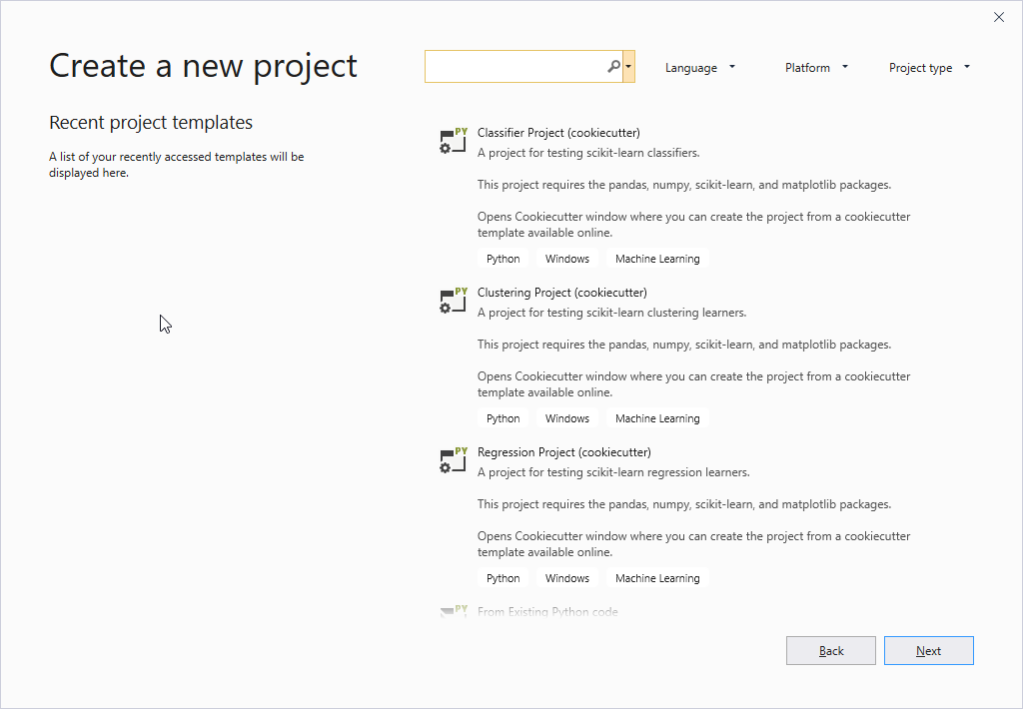 Create a new project
Language
Platform
Project type
Recent project templates
A list of your recently accessed templates will be
displayed here.
PY
Classifier Project (cookiecutter)
A project for testing scikit-learn classifiers.
This project requires the pandas, numpy, scikit-learn, and matplotlib packages.
Opens Cookiecutter window where you can create the project from a cookiecutter
template available online.
Python Windows Machine Learning
PY
Clustering Project (cookiecutter)
A project for testing scikit-learn clustering learners.
This project requires the pandas, numpy, scikit-learn, and matplotlib packages.
Opens Cookiecutter window where you can create the project from a cookiecutter
template available online.
Python Windows Machine Learning
PY
Regression Project (cookiecutter)
A project for testing scikit-learn regression learners.
This project requires the pandas, numpy, scikit-learn, and matplotlib packages.
Opens Cookiecutter window where you can create the project from a cookiecutter
template available online.
Python Windows Machine Learning
PY
From Existing Python code
Back
Next